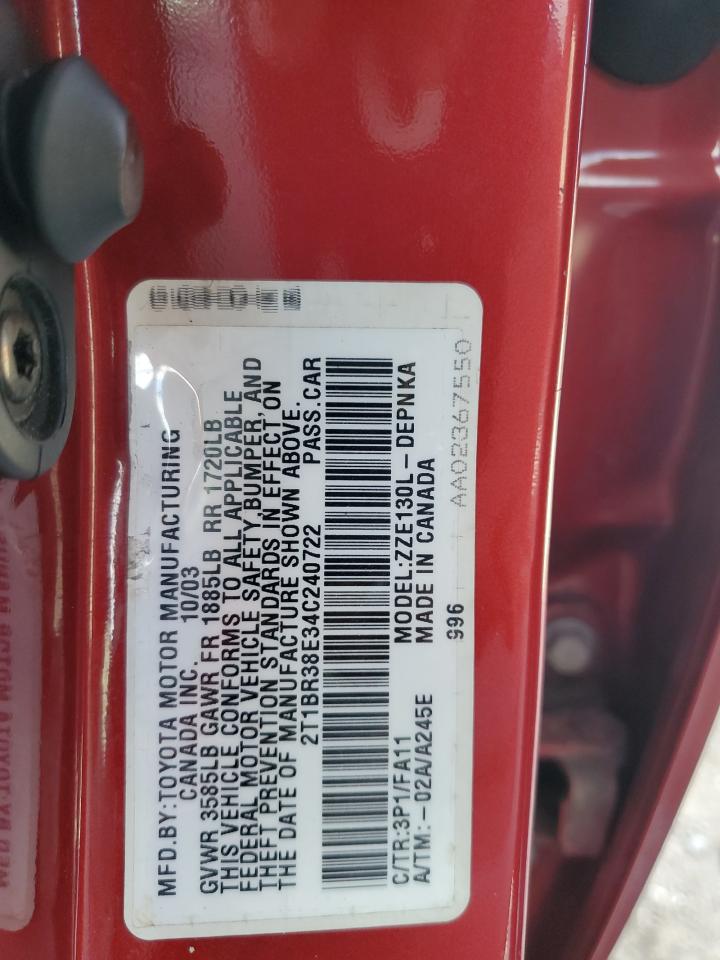 MFD.BY:TOYOTA MOTOR MANUFACTURING
CANADA INC. 10/03
GVWR 3585LB GAWR FR 1885LB RR 1720LB
THIS VEHICLE CONFORMS TO ALL APPLICABLE
FEDERAL MOTOR VEHICLE SAFETY,BUMPER, AND
THEFT PREVENTION STANDARDS IN EFFECT ON
THE DATE OF MANUFACTURE SHOWN ABOVE.
2T1BR38E34C240722 PASS.CAR
C/TR:3P1/FA11 MODEL:ZZE130L-DEPNKA
A/TM:-02A/A245E MADE IN CANADA
996
AA02367550